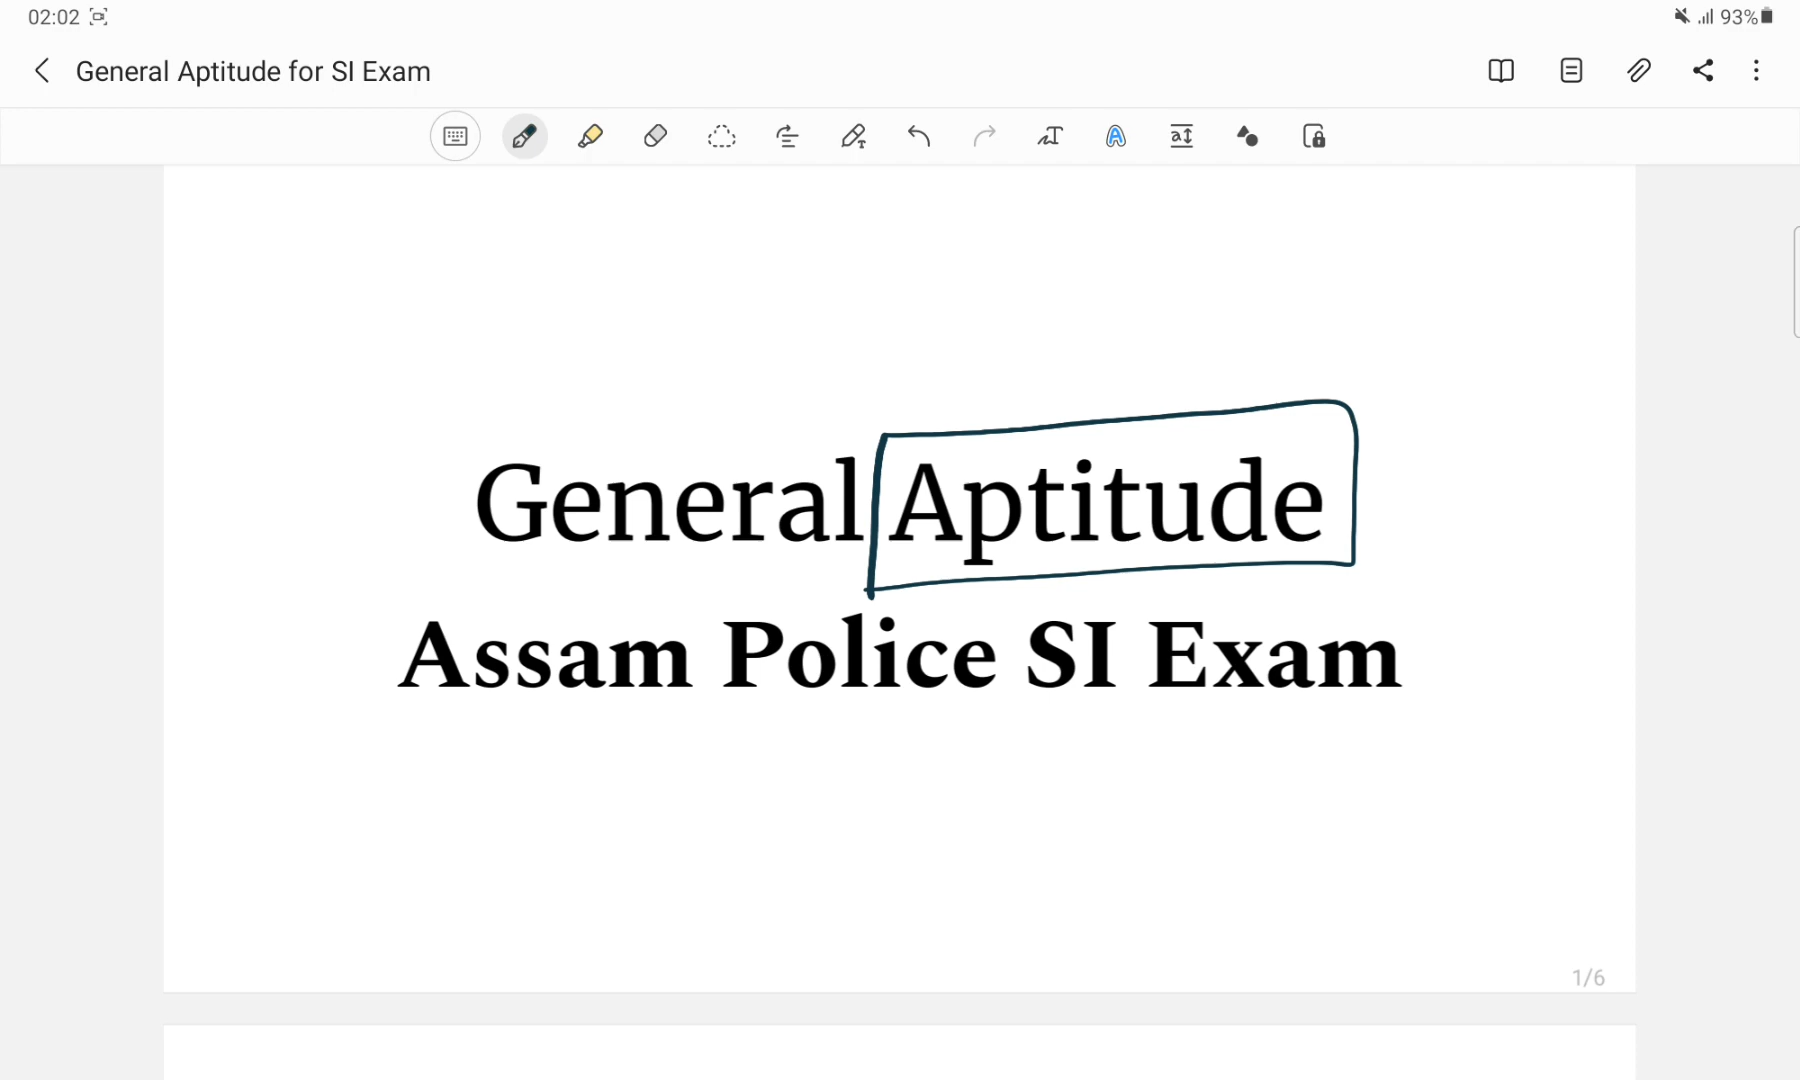 02:02
93%
General Aptitude for SI Exam
General Aptitude
Assam Police SI Exam
1/6